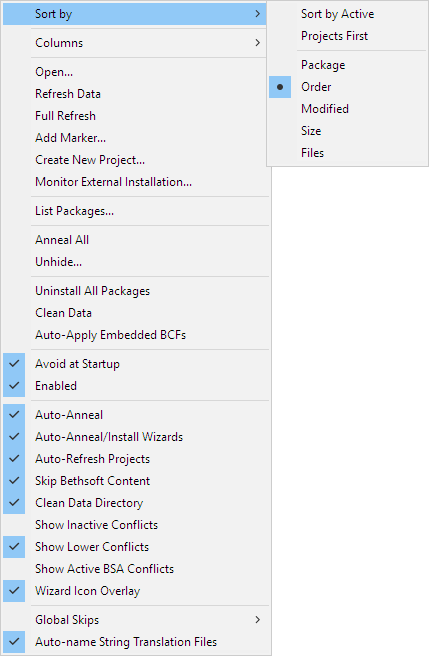 Sort by
Columns
Open...
Refresh Data
Full Refresh
Add Marker...
Create New Project...
Monitor External Installation...
List Packages...
Anneal All
Unhide...
Uninstall All Packages
Clean Data
Auto-Apply Embedded BCFs
Avoid at Startup
Enabled
Auto-Anneal
Auto-Anneal/Install Wizards
Auto-Refresh Projects
Skip Bethsoft Content
Clean Data Directory
Show Inactive Conflicts
Show Lower Conflicts
Show Active BSA Conflicts
Wizard Icon Overlay
Global Skips
Auto-name String Translation Files
Sort by Active
Projects First
Package
Order
Modified
Size
Files